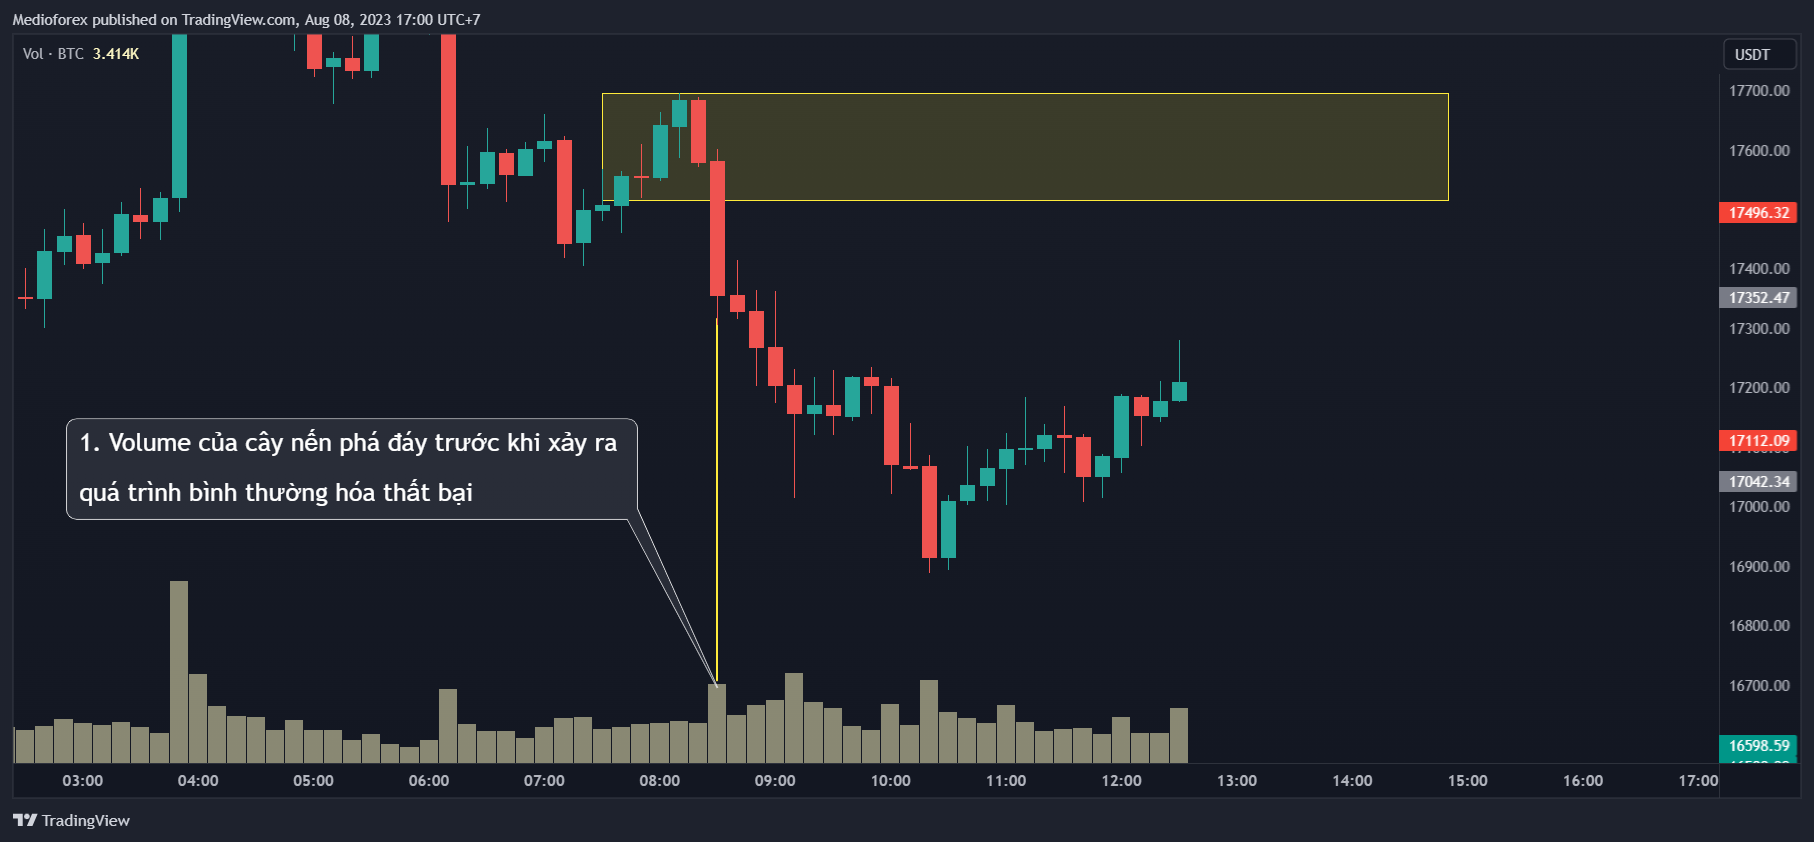 Medioforex published on TradingView.com, Aug 08, 2023 17:00 UTC+7
Vol · BTC 3.414K
USDT
17700.00
17600.00
17496.32
17400.00
17352.47
17300.00
17200.00
17112.09
17042.34
17000.00
16900.00
16800.00
16700.00
16598.59
1. Volume của cây nến phá đáy trước khi xảy ra
quá trình bình thường hóa thất bại
03:00 04:00 05:00 06:00 07:00 08:00 09:00 10:00 11:00 12:00 13:00 14:00 15:00 16:00 17:00
TradingView